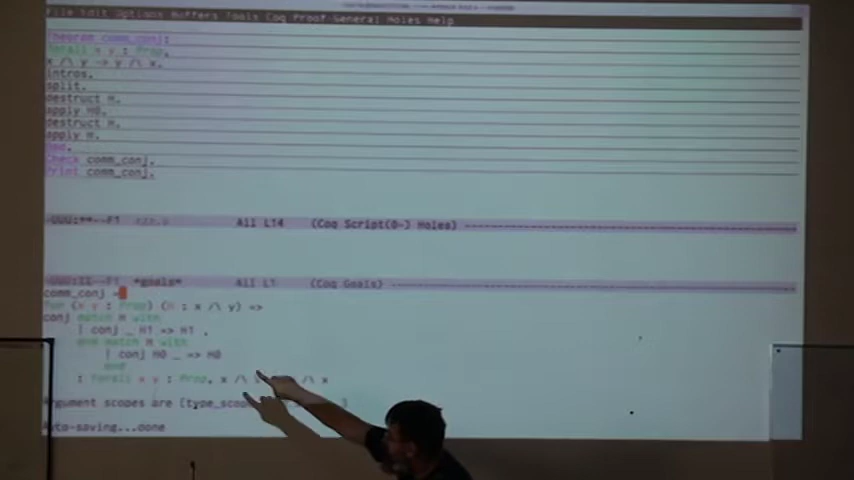 File Edit Options Buffers Tools Coq Proof-General Holes Help
Theorem comm_conj:
forall x y : Prop,
x /\ y -> y /\ x.
intros.
split.
destruct H.
apply H0.
destruct H.
apply H.
Qed.
Check comm_conj.
Print comm_conj.
All L14 (Coq Script(0-) Holes)
*goals* All L1 (Coq Goals)
comm_conj =
fun (x y : Prop) (H : x /\ y) =>
conj match H with
| conj _ H1 => H1
end match H with
| conj H0 _ => H0
end
: forall x y : Prop, x /\ /\ x
Argument scopes are [type_scope
Auto-saving...done